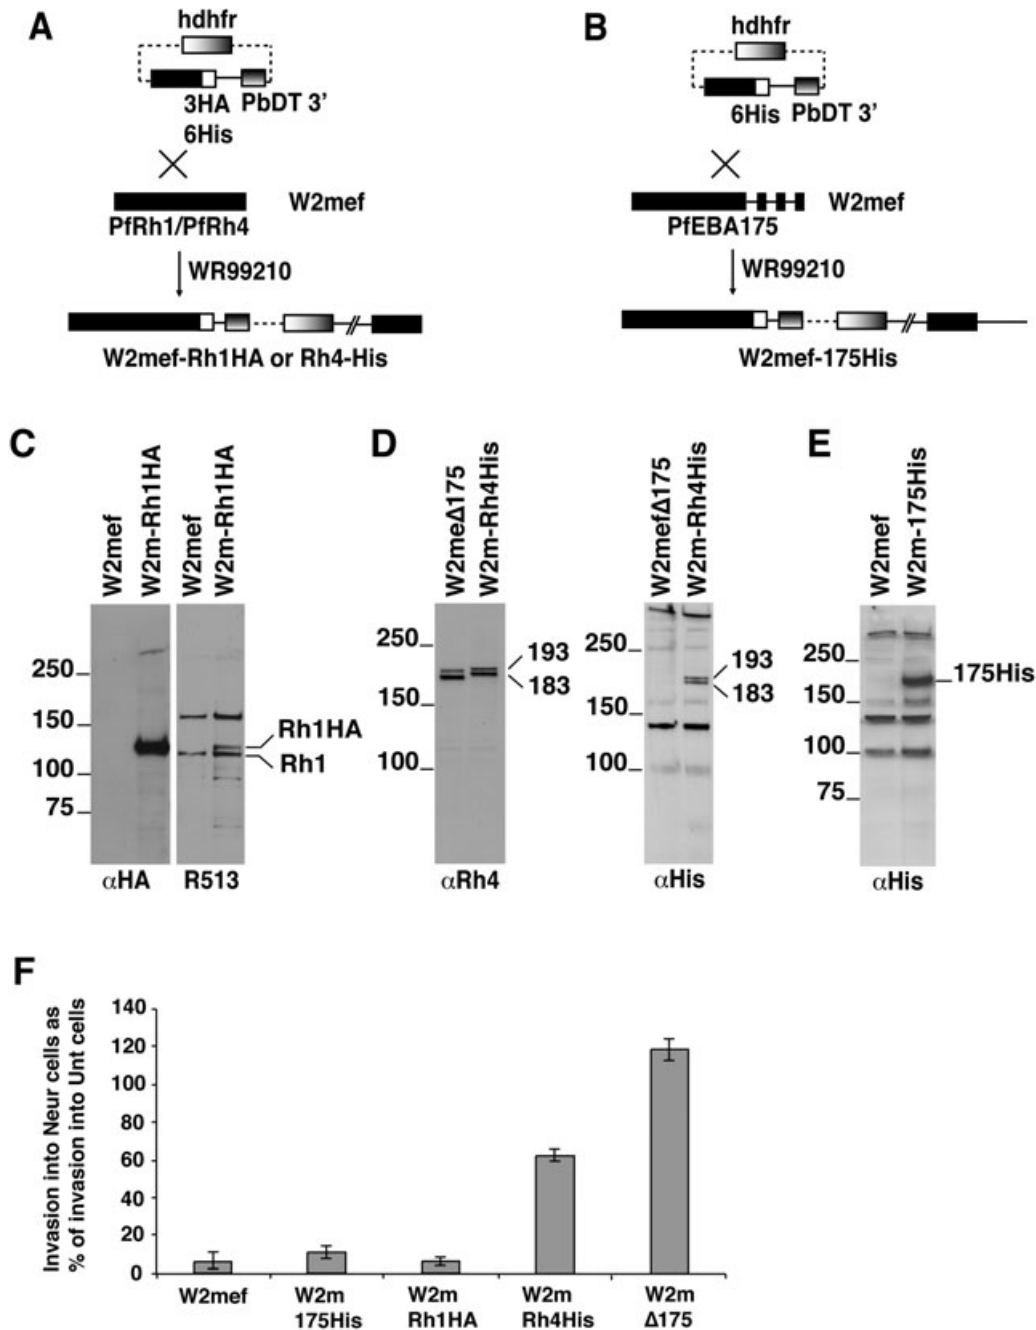 A
hdhfr
3HA PbDT 3'
6His
W2mef
PfRh1/PfRh4
WR99210
W2mef-Rh1HA or Rh4-His
B
hdhfr
6His PbDT 3'
W2mef
PfEBA175
WR99210
W2mef-175His
C
W2mef
W2m-Rh1HA
W2mef
W2m-Rh1HA
250
150
100
75
Rh1HA
Rh1
αHA R513
D
W2meΔ175
W2m-Rh4His
250
150
100
193
183
αRh4
W2mefΔ175
W2m-Rh4His
250
150
100
193
183
αHis
E
W2mef
W2m-175His
250
150
100
75
175His
αHis
F
Invasion into Neur cells as
% of invasion into Unt cells
140
120
100
80
60
40
20
0
W2mef
W2m
175His
W2m
Rh1HA
W2m
Rh4His
W2m
Δ175